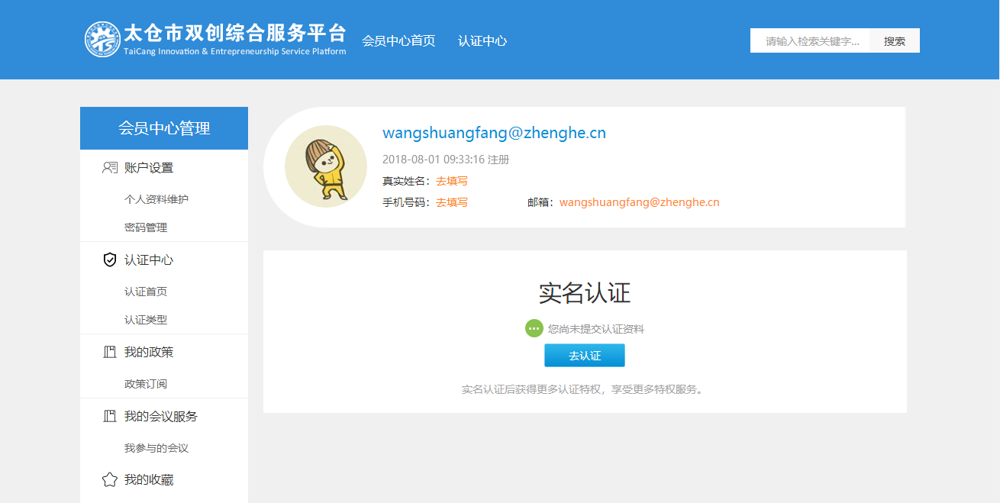 太仓市双创综合服务平台
TaiCang Innovation & Entrepreneurship Service Platform
会员中心首页 认证中心
请输入检索关键字... 搜索
会员中心管理
账户设置
个人资料维护
密码管理
认证中心
认证首页
认证类型
我的政策
政策订阅
我的会议服务
我参与的会议
我的收藏
wangshuangfang@zhenghe.cn
2018-08-01 09:33:16 注册
真实姓名：去填写
手机号码：去填写 邮箱：wangshuangfang@zhenghe.cn
实名认证
您尚未提交认证资料
去认证
实名认证后获得更多认证特权，享受更多特权服务。